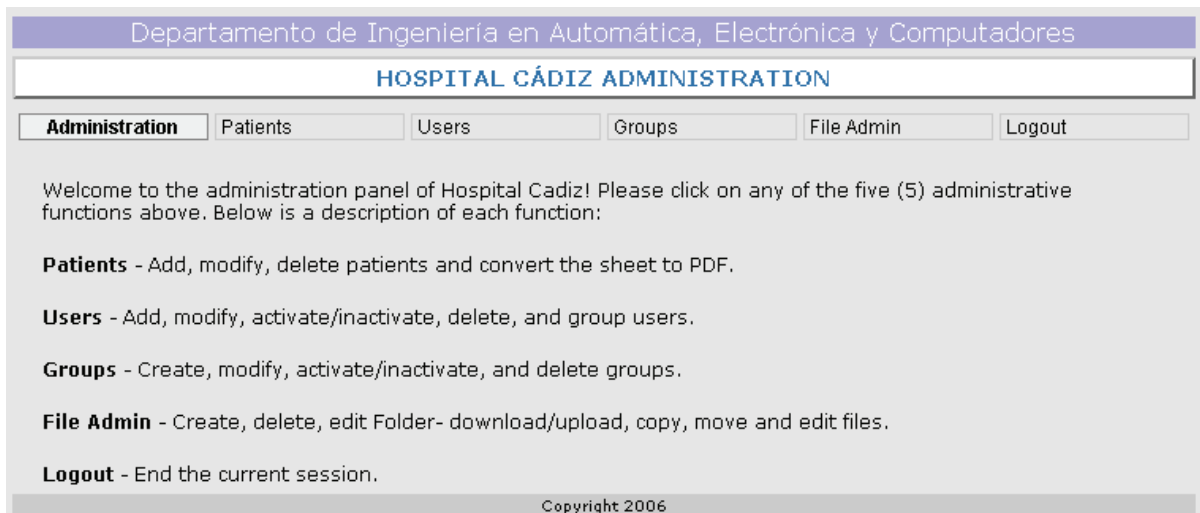 Departamento de Ingeniería en Automática, Electrónica y Computadores
HOSPITAL CÁDIZ ADMINISTRATION
Administration Patients Users Groups File Admin Logout
Welcome to the administration panel of Hospital Cadiz! Please click on any of the five (5) administrative
functions above. Below is a description of each function:
Patients - Add, modify, delete patients and convert the sheet to PDF.
Users - Add, modify, activate/inactivate, delete, and group users.
Groups - Create, modify, activate/inactivate, and delete groups.
File Admin - Create, delete, edit Folder- download/upload, copy, move and edit files.
Logout - End the current session.
Copyright 2006